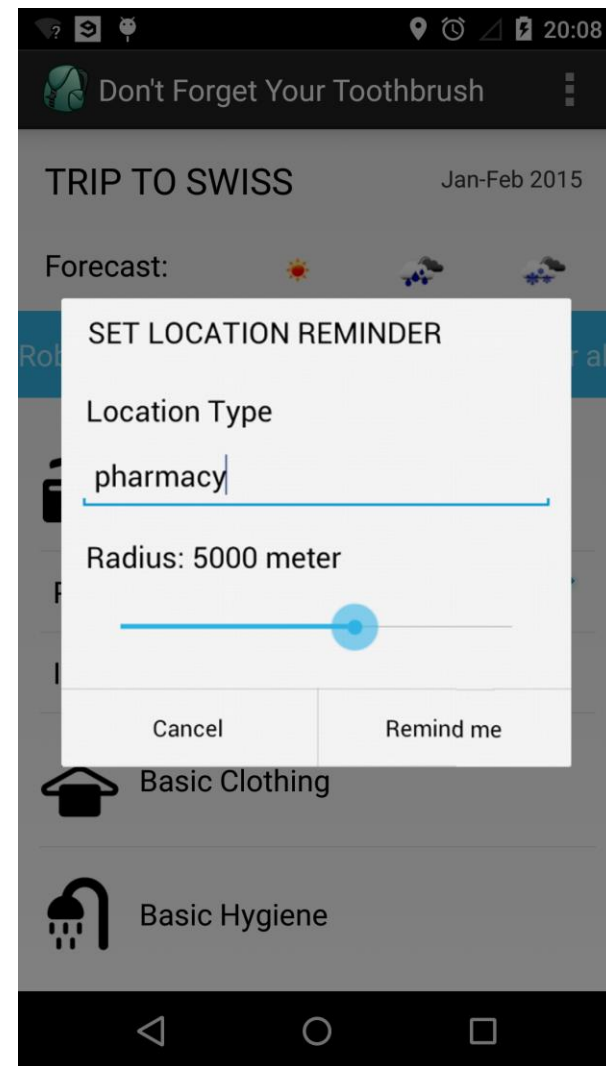 20:08
Don't Forget Your Toothbrush
TRIP TO SWISS
Jan-Feb 2015
Forecast:
SET LOCATION REMINDER
Location Type
pharmacy
Radius: 5000 meter
Cancel
Remind me
Basic Clothing
Basic Hygiene